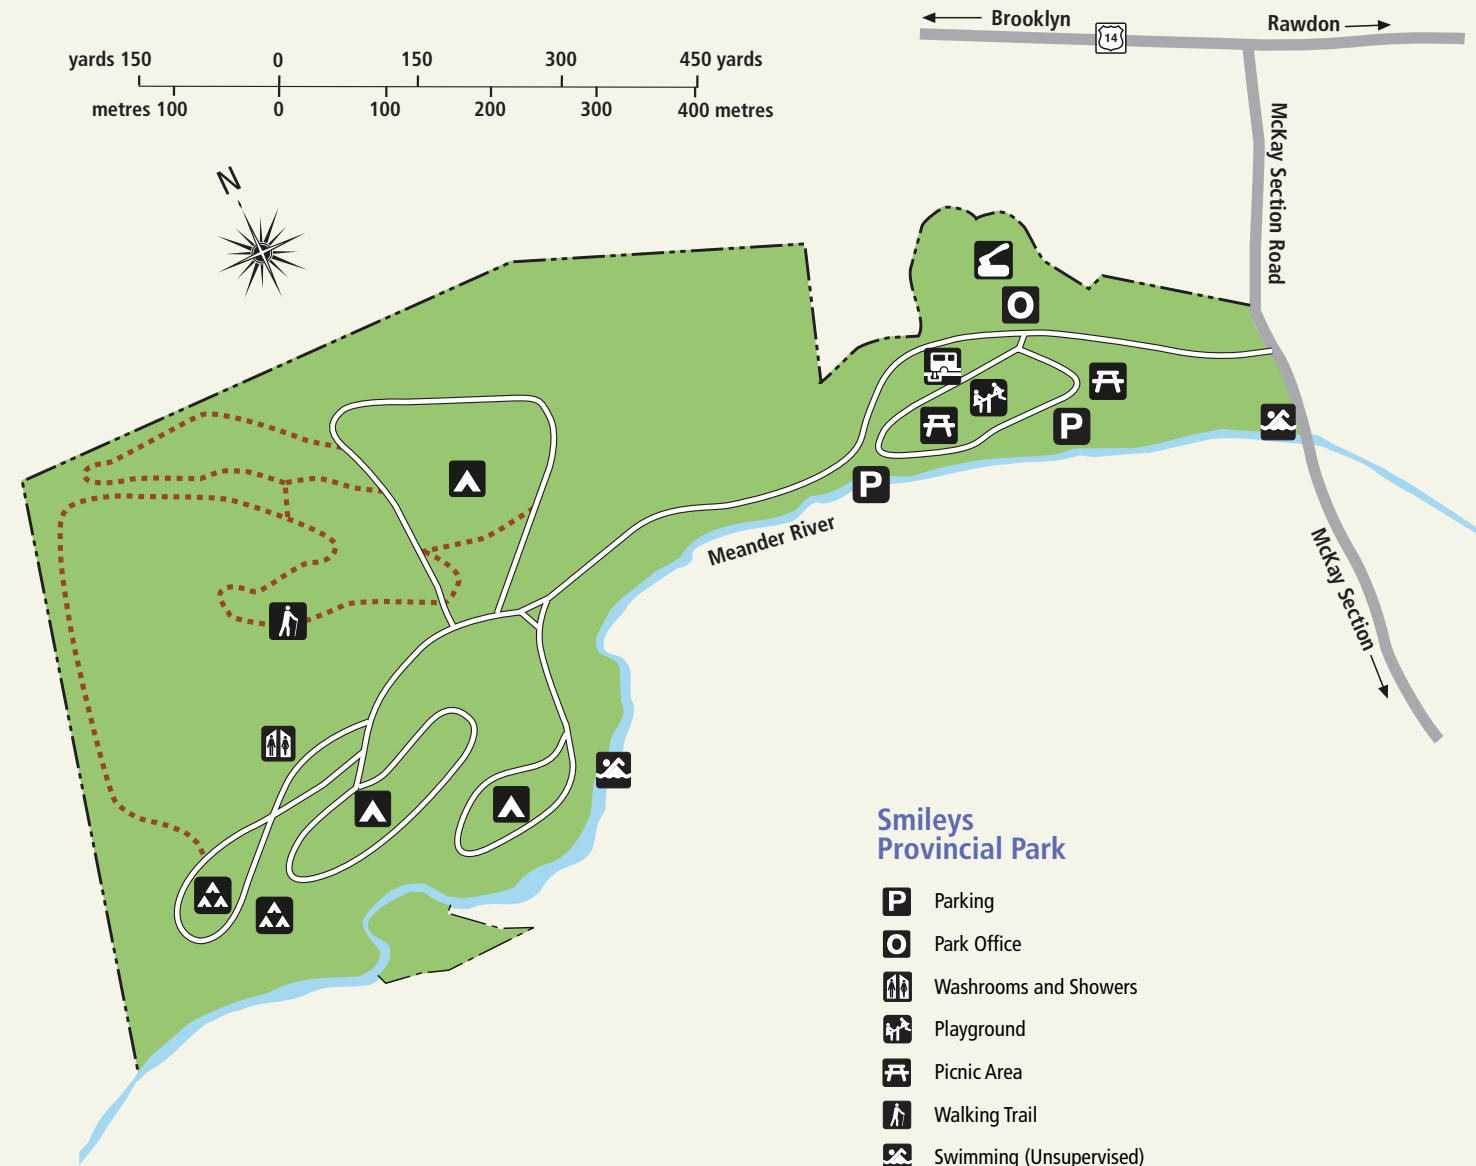 Brooklyn
Rawdon
14
yards 150 0 150 300 450 yards
metres 100 0 100 200 300 400 metres
N
McKay Section Road
O
P
P
Meander River
McKay Section
Smileys
Provincial Park
P Parking
O Park Office
Washrooms and Showers
Playground
Picnic Area
Walking Trail
Swimming (Unsupervised)